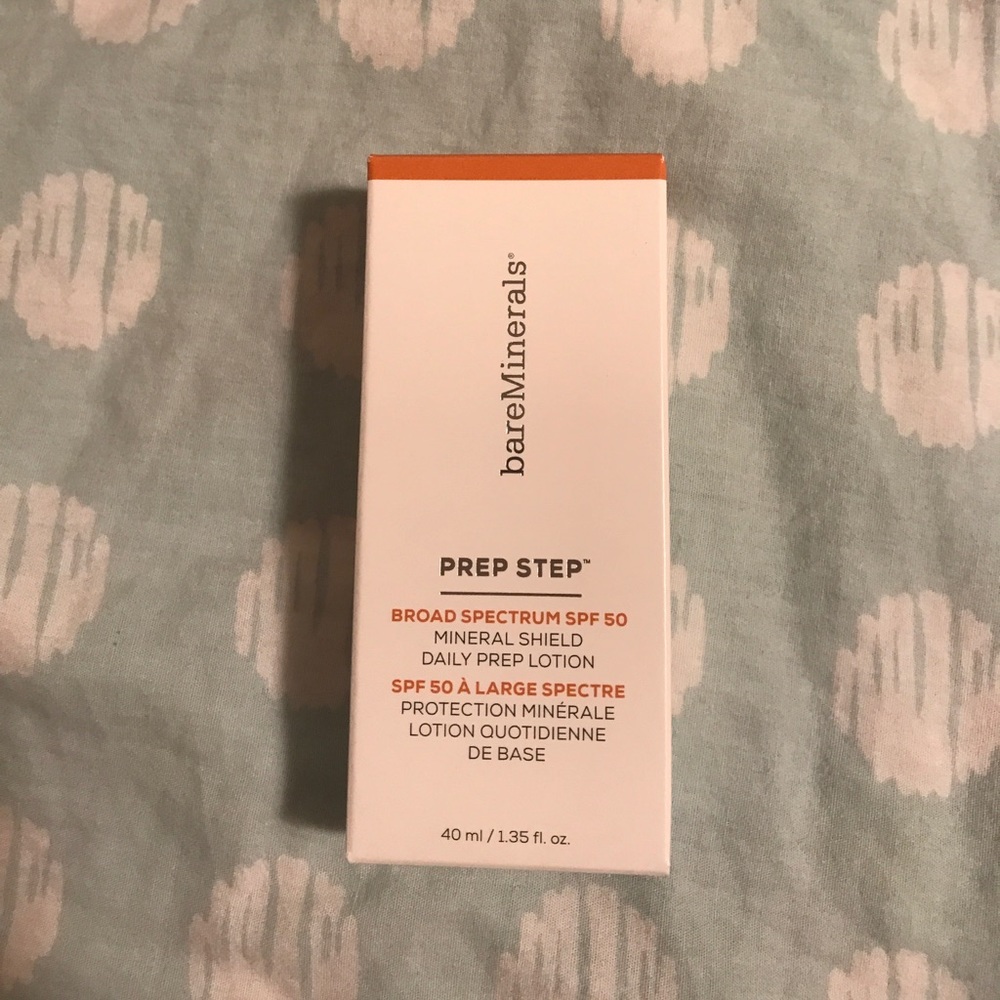 bareMinerals®
PREP STEP™
BROAD SPECTRUM SPF 50
MINERAL SHIELD
DAILY PREP LOTION
SPF 50 À LARGE SPECTRE
PROTECTION MINÉRALE
LOTION QUOTIDIENNE
DE BASE
40 ml / 1.35 fl. oz.